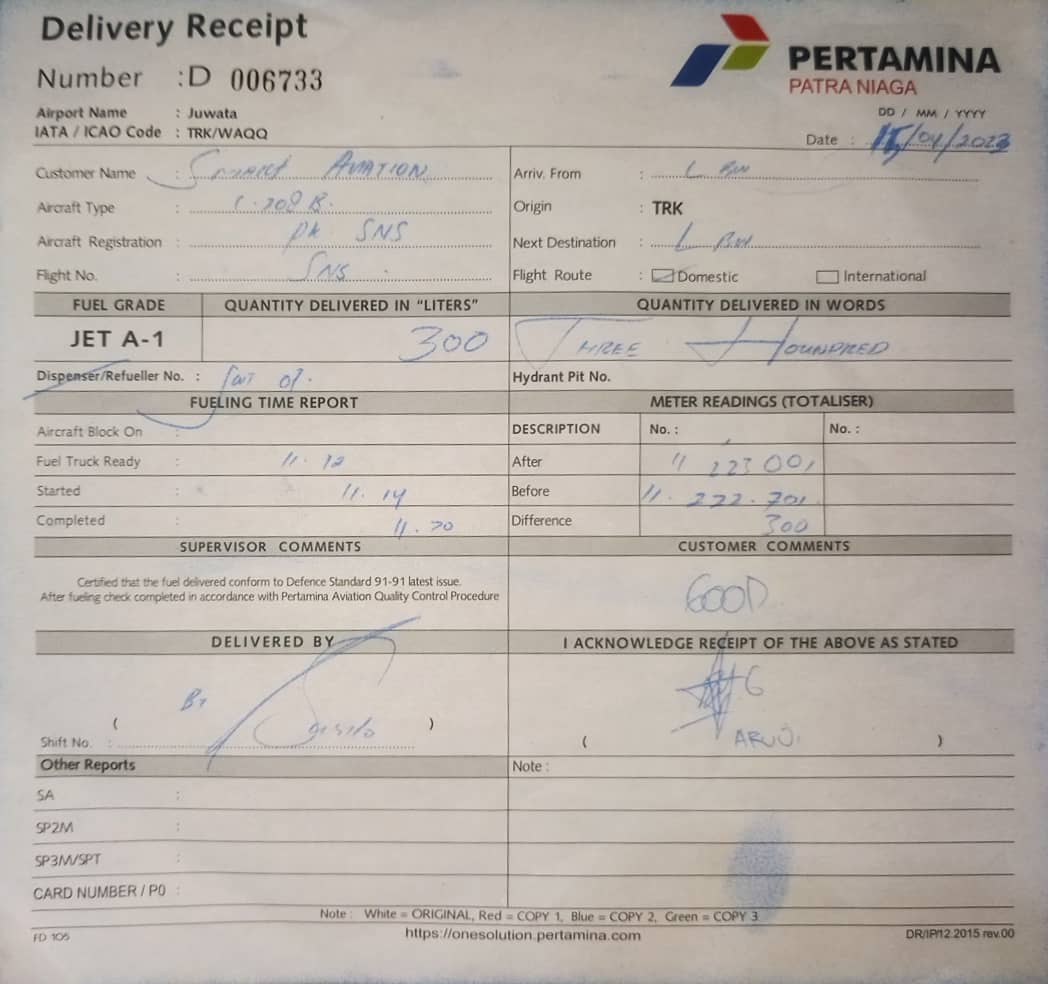 Delivery Receipt
Number :D 006733
PERTAMINA
PATRA NIAGA
Airport Name : Juwata
IATA / ICAO Code : TRK/WAQQ
DD / MM / YYYY
Date : 15/04/2023
Customer Name : Smart Aviation
Arriv. From : L BW
Aircraft Type : C.208 B.
Origin : TRK
Aircraft Registration : PK SNS
Next Destination : L BW
Flight No. : SNS
Flight Route : Domestic International
FUEL GRADE QUANTITY DELIVERED IN "LITERS" QUANTITY DELIVERED IN WORDS
JET A-1 300 THREE HOUNDRED
Dispenser/Refueller No. : 07.
Hydrant Pit No.
FUELING TIME REPORT METER READINGS (TOTALISER)
Aircraft Block On :
DESCRIPTION No. : No. :
Fuel Truck Ready : 11.12
After 11 223 001
Started : 11.14
Before 11.222.701
Completed : 11.20
Difference 300
SUPERVISOR COMMENTS CUSTOMER COMMENTS
Certified that the fuel delivered conform to Defence Standard 91-91 latest issue.
After fueling check completed in accordance with Pertamina Aviation Quality Control Procedure
GOOD
DELIVERED BY I ACKNOWLEDGE RECEIPT OF THE ABOVE AS STATED
( )
Shift No. :
( )
Other Reports Note :
SA :
SP2M :
SP3M/SPT :
CARD NUMBER / P0 :
Note : White = ORIGINAL, Red = COPY 1, Blue = COPY 2, Green = COPY 3
FD 105 https://onesolution.pertamina.com DR/IP/12.2015 rev.00